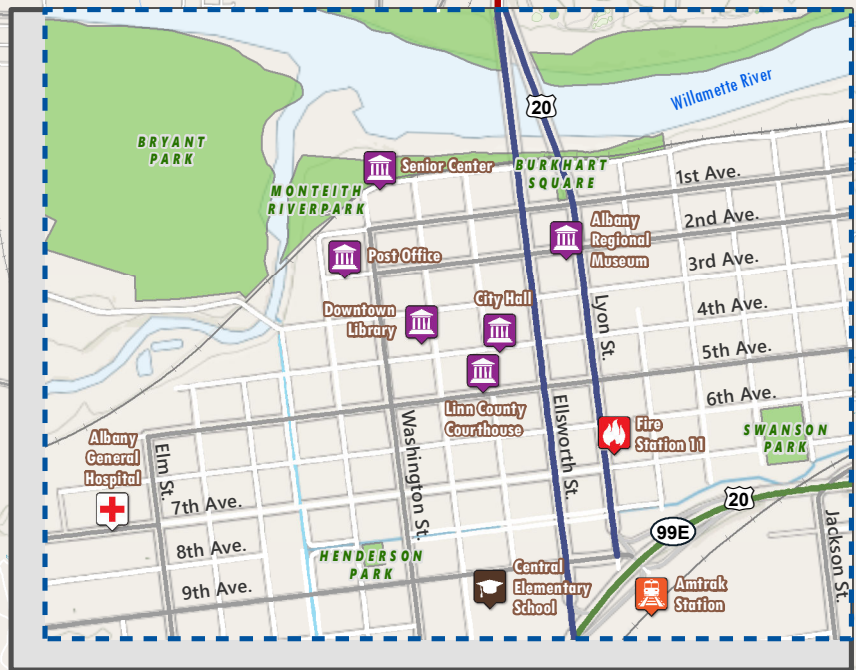 20
Willamette River
BRYANT
PARK
Senior Center
BURKHART
SQUARE
1st Ave.
MONTEITH
RIVERPARK
2nd Ave.
Albany
Regional
Museum
Post Office
3rd Ave.
City Hall
Downtown
Library
4th Ave.
Lyon St.
5th Ave.
6th Ave.
Linn County
Courthouse
Ellsworth St.
Washington St.
Fire
Station 11
SWANSON
PARK
Albany
General
Hospital
Elm St.
7th Ave.
20
99E
8th Ave.
HENDERSON
PARK
Jackson St.
9th Ave.
Central
Elementary
School
Amtrak
Station